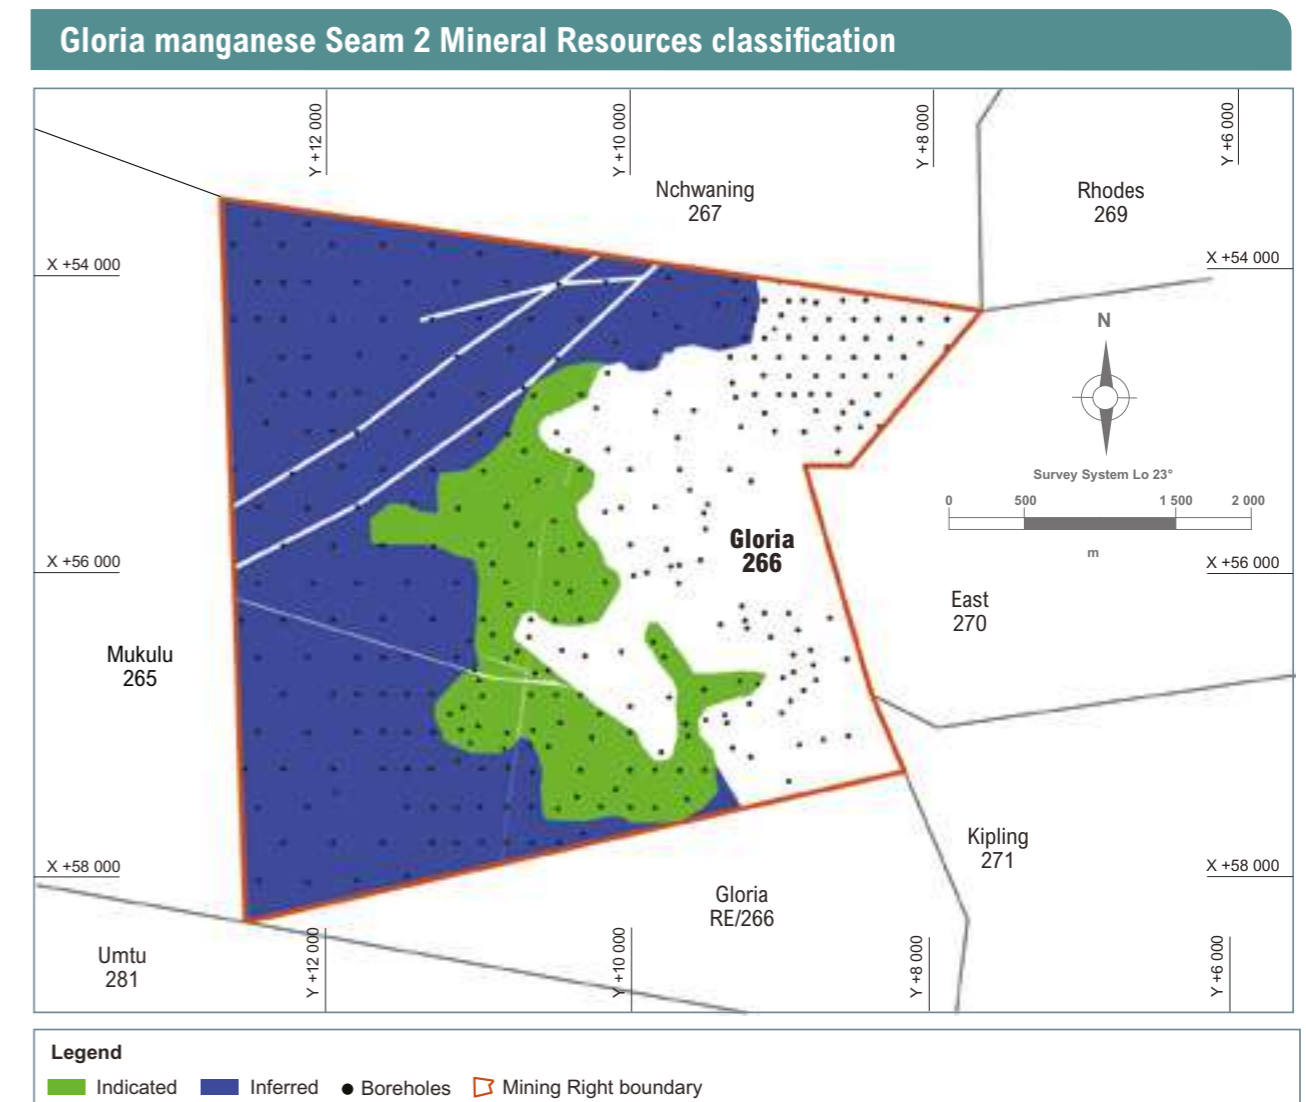 Gloria manganese Seam 2 Mineral Resources classification
Y +12 000
Y +10 000
Y +8 000
Y +6 000
Nchwaning
267
Rhodes
269
X +54 000
X +54 000
N
Survey System Lo 23°
0 500 1 500 2 000
m
Gloria
266
X +56 000
X +56 000
East
270
Mukulu
265
Kipling
271
X +58 000
X +58 000
Gloria
RE/266
Umtu
281
Y +12 000
Y +10 000
Y +8 000
Y +6 000
Legend
Indicated Inferred Boreholes Mining Right boundary